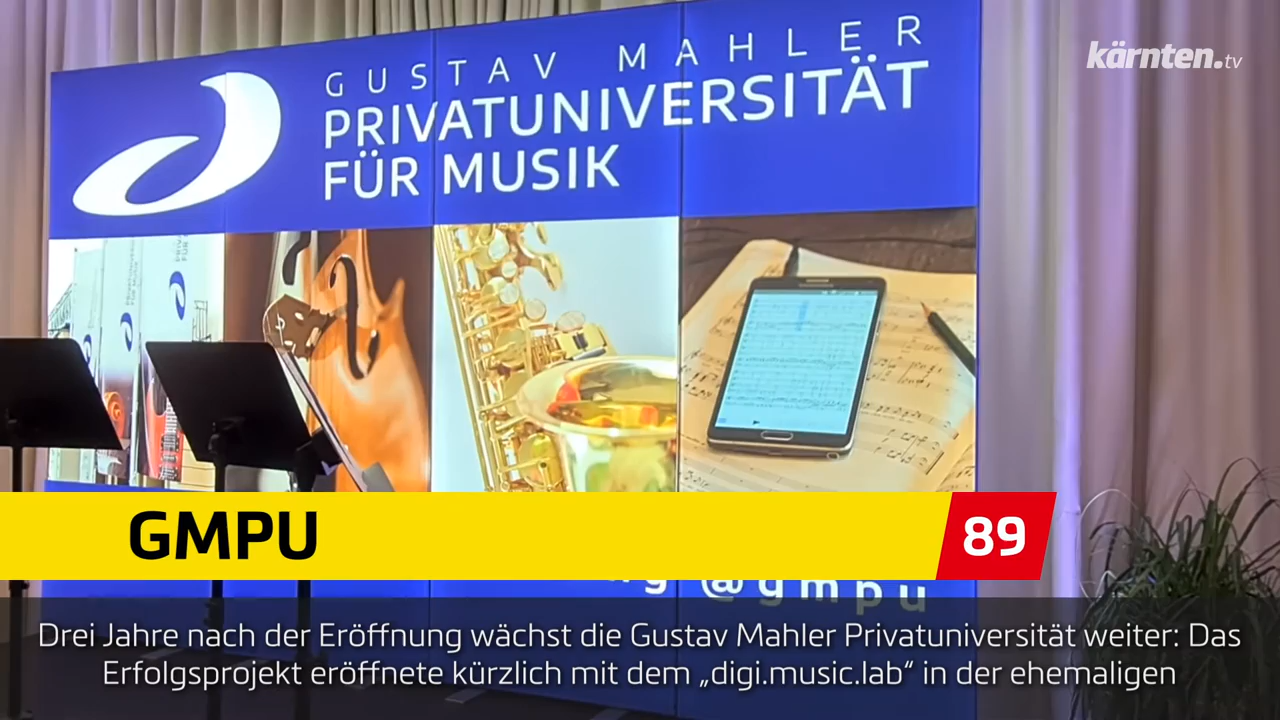 GUSTAV MAHLER
kärnten.tv
PRIVATUNIVERSITÄT
FÜR MUSIK
GMPU
89
@gmpu
Drei Jahre nach der Eröffnung wächst die Gustav Mahler Privatuniversität weiter: Das
Erfolgsprojekt eröffnete kürzlich mit dem „digi.music.lab“ in der ehemaligen